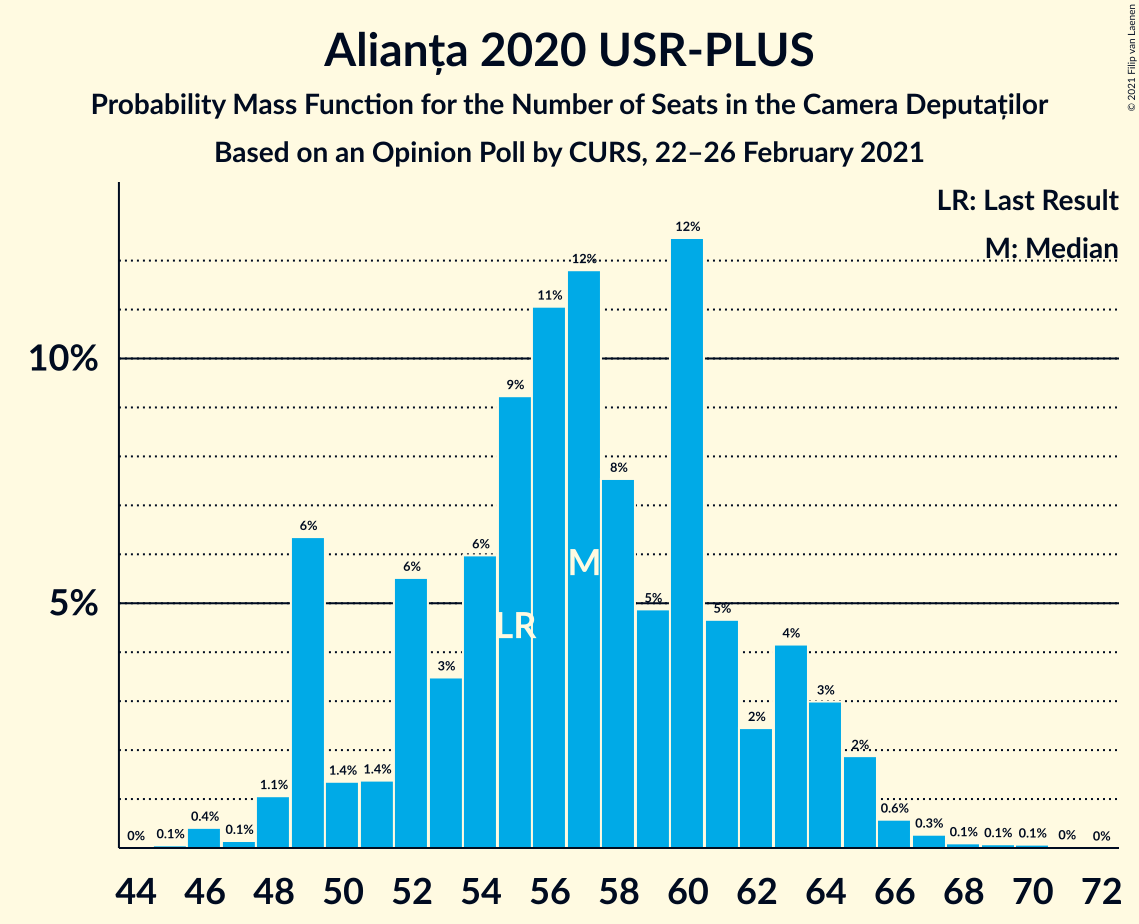 Alianța 2020 USR-PLUS
Probability Mass Function for the Number of Seats in the Camera Deputaților
Based on an Opinion Poll by CURS, 22–26 February 2021
© 2021 Filip van Laenen
LR: Last Result
M: Median
10%
5%
0% 0.1% 0.4% 0.1% 1.1% 6% 1.4% 1.4% 6% 3% 6% 9% 11% 12% 8% 5% 12% 5% 2% 4% 3% 2% 0.6% 0.3% 0.1% 0.1% 0.1% 0% 0%
LR
M
44 46 48 50 52 54 56 58 60 62 64 66 68 70 72